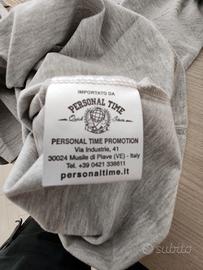 IMPORTATO DA
PERSONAL TIME
PERSONAL TIME PROMOTION
Via Industrie, 41
30024 Musile di Piave (VE) - Italy
Tel. +39 0421 338611
personaltime.it
subito